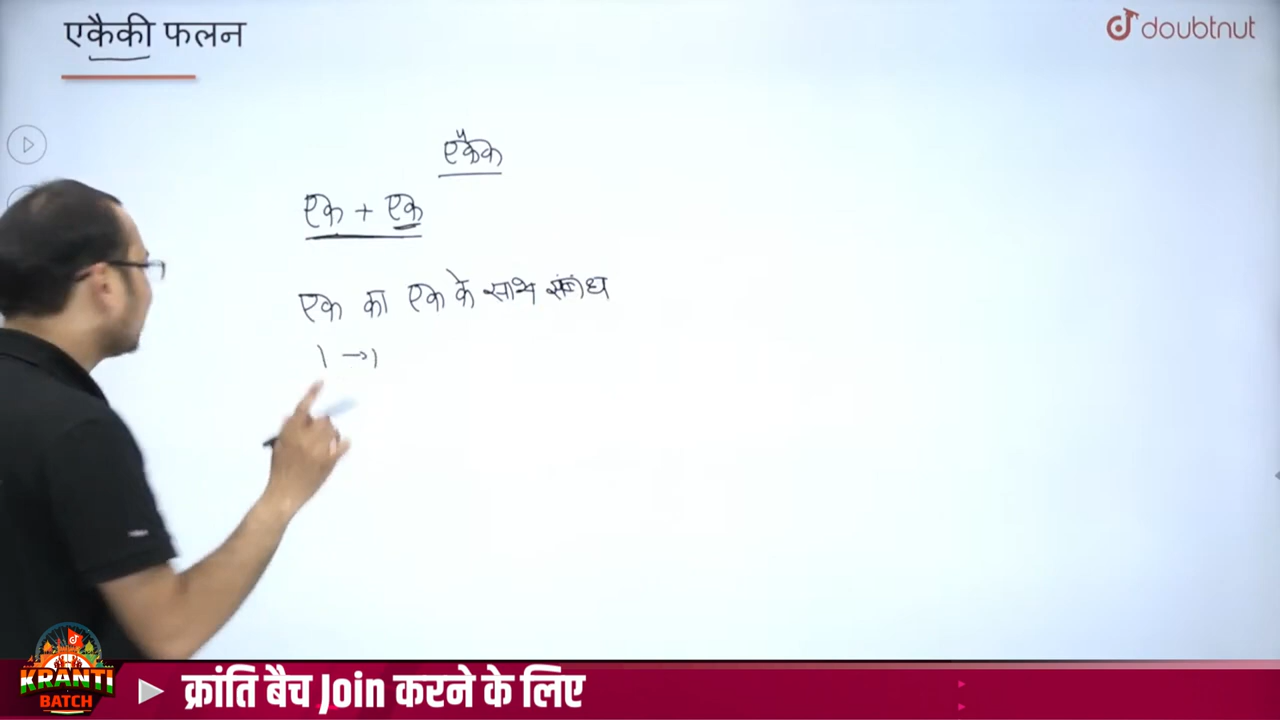 एकैकी फलन
doubtnut
एकैक
एक + एक
एक का एक के साथ संबंध
1 → 1
KRANTI
BATCH
क्रांति बैच Join करने के लिए